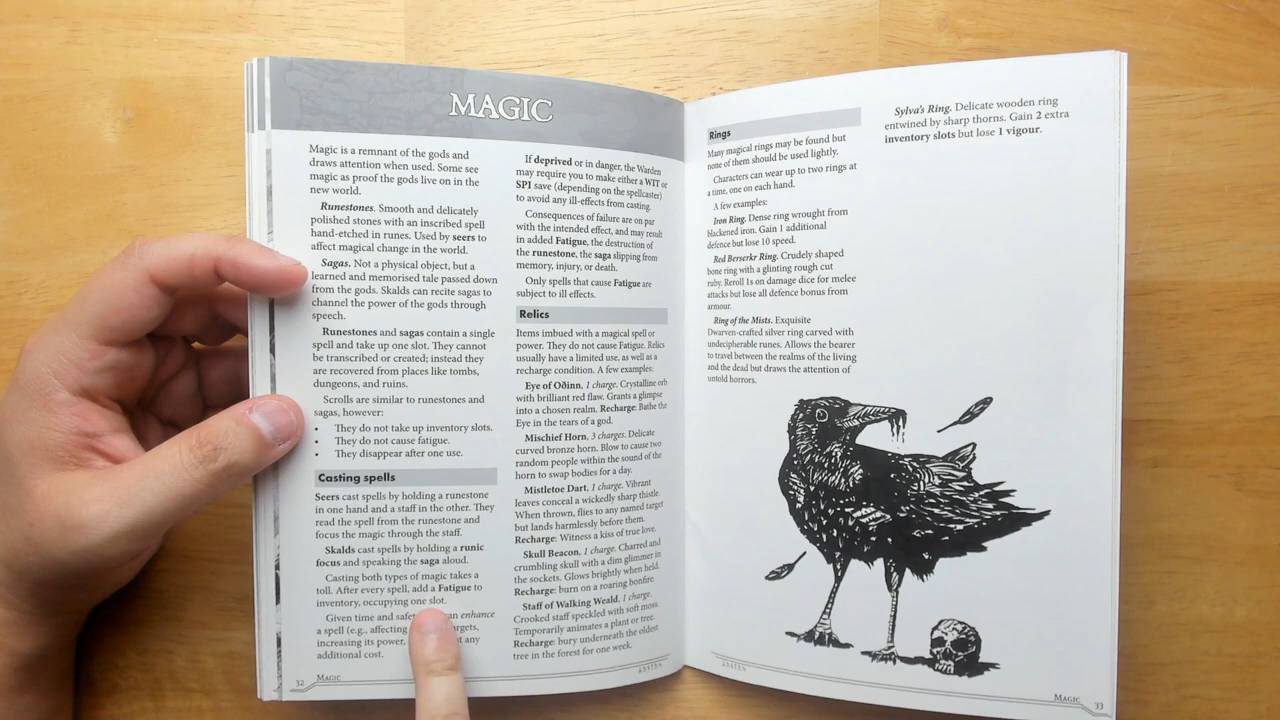 MAGIC
Magic is a remnant of the gods and
draws attention when used. Some see
magic as proof the gods live on in the
new world.
Runestones. Smooth and delicately
polished stones with an inscribed spell
hand-etched in runes. Used by seers to
affect magical change in the world.
Sagas. Not a physical object, but a
learned and memorised tale passed down
from the gods. Skalds can recite sagas to
channel the power of the gods through
speech.
Runestones and sagas contain a single
spell and take up one slot. They cannot
be transcribed or created; instead they
are recovered from places like tombs,
dungeons, and ruins.
Scrolls are similar to runestones and
sagas, however:
• They do not take up inventory slots.
• They do not cause fatigue.
• They disappear after one use.
Casting spells
Seers cast spells by holding a runestone
in one hand and a staff in the other. They
read the spell from the runestone and
focus the magic through the staff.
Skalds cast spells by holding a runic
focus and speaking the saga aloud.
Casting both types of magic takes a
toll. After every spell, add a Fatigue to
inventory, occupying one slot.
Given time and enhance
a spell (e.g., affecting
increasing its power, any
additional cost.
32 Magic
If deprived or in danger, the Warden
may require you to make either a WIT or
SPI save (depending on the spellcaster)
to avoid any ill-effects from casting.
Consequences of failure are on par
with the intended effect, and may result
in added Fatigue, the destruction of
the runestone, the saga slipping from
memory, injury, or death.
Only spells that cause Fatigue are
subject to ill effects.
Relics
Items imbued with a magical spell or
power. They do not cause Fatigue. Relics
usually have a limited use, as well as a
recharge condition. A few examples:
Eye of Oðinn, 1 charge. Crystalline orb
with brilliant red flaw. Grants a glimpse
into a chosen realm. Recharge: Bathe the
Eye in the tears of a god.
Mischief Horn, 3 charges. Delicate
curved bronze horn. Blow to cause two
random people within the sound of the
horn to swap bodies for a day.
Mistletoe Dart, 1 charge. Vibrant
leaves conceal a wickedly sharp thistle.
When thrown, flies to any named target
but lands harmlessly before them.
Recharge: Witness a kiss of true love.
Skull Beacon, 1 charge. Charred and
crumbling skull with a dim glimmer in
the sockets. Glows brightly when held.
Recharge: burn on a roaring bonfire.
Staff of Walking Weald, 1 charge.
Crooked staff speckled with soft moss.
Temporarily animates a plant or tree.
Recharge: bury underneath the oldest
tree in the forest for one week.
Rings
Many magical rings may be found but
none of them should be used lightly.
Characters can wear up to two rings at
a time, one on each hand.
A few examples:
Iron Ring. Dense ring wrought from
blackened iron. Gain 1 additional
defence but lose 10 speed.
Red Berserkr Ring. Crudely shaped
bone ring with a glinting rough cut
ruby. Reroll 1s on damage dice for melee
attacks but lose all defence bonus from
armour.
Ring of the Mists. Exquisite
Dwarven-crafted silver ring carved with
undecipherable runes. Allows the bearer
to travel between the realms of the living
and the dead but draws the attention of
untold horrors.
Sylva's Ring. Delicate wooden ring
entwined by sharp thorns. Gain 2 extra
inventory slots but lose 1 vigour.
Magic 33